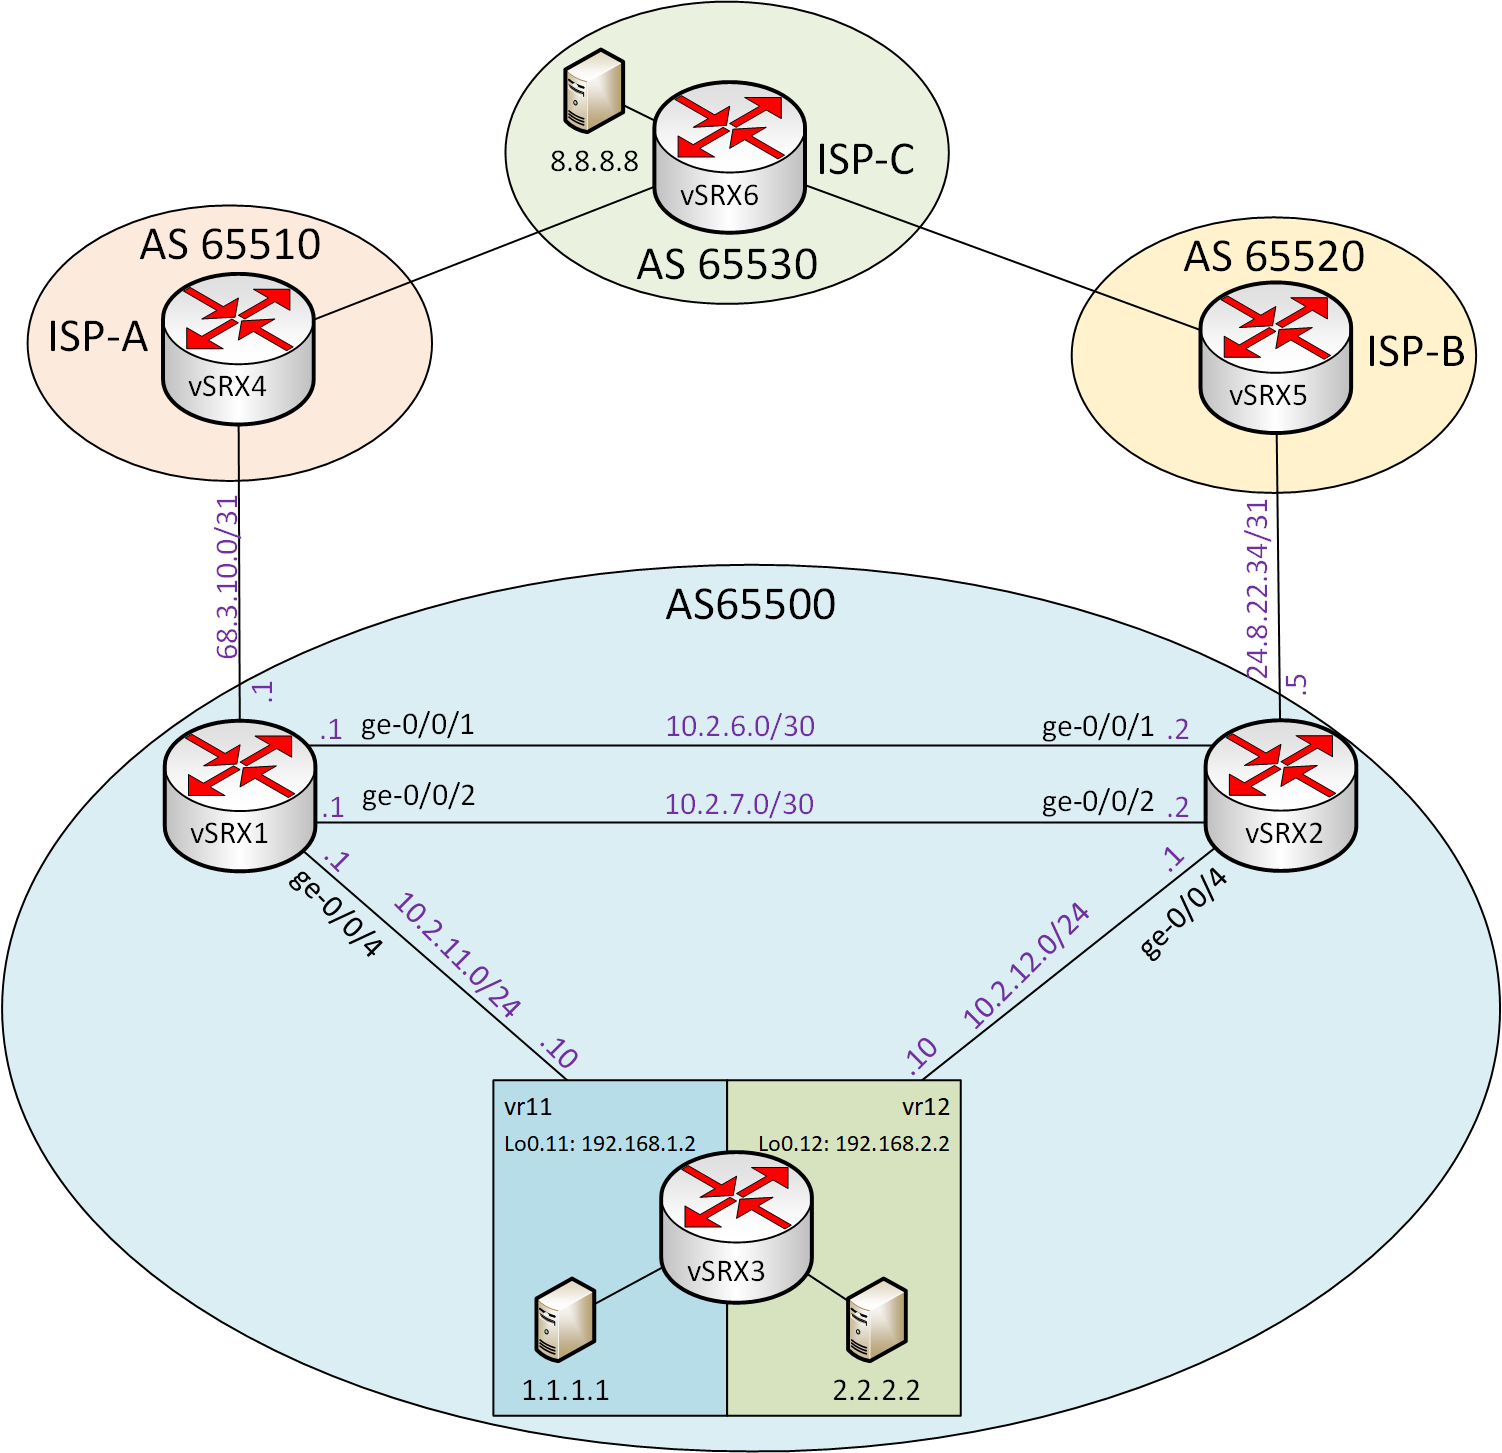 8.8.8.8
vSRX6
ISP-C
AS 65530
AS 65510
ISP-A
vSRX4
AS 65520
ISP-B
vSRX5
68.3.10.0/31
.1
24.8.22.34/31
.5
AS65500
.1
ge-0/0/1
10.2.6.0/30
ge-0/0/1
.2
.1
ge-0/0/2
10.2.7.0/30
ge-0/0/2
.2
vSRX1
vSRX2
.1
ge-0/0/4
10.2.11.0/24
.10
.1
ge-0/0/4
10.2.12.0/24
.10
vr11
vr12
Lo0.11: 192.168.1.2
Lo0.12: 192.168.2.2
vSRX3
1.1.1.1
2.2.2.2